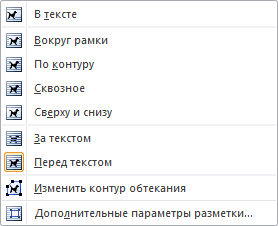 В тексте
Вокруг рамки
По контуру
Сквозное
Сверху и снизу
За текстом
Перед текстом
Изменить контур обтекания
Дополнительные параметры разметки...